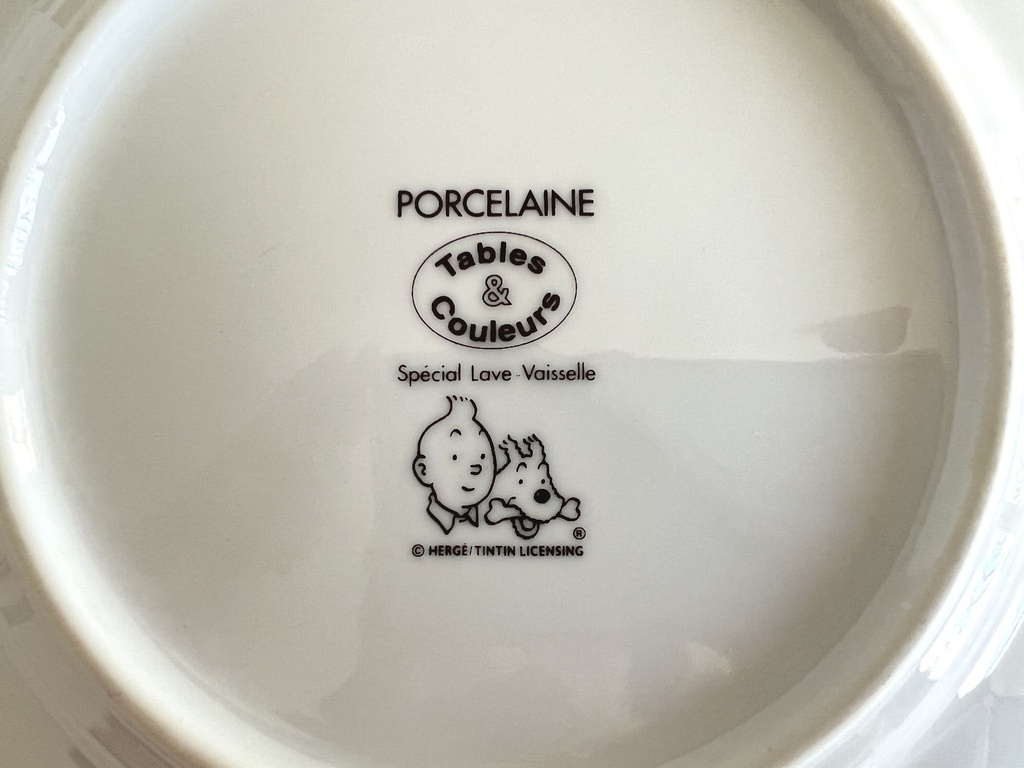 PORCELAINE
Tables
&
Couleurs
Spécial Lave-Vaisselle
®
© HERGÉ/TINTIN LICENSING